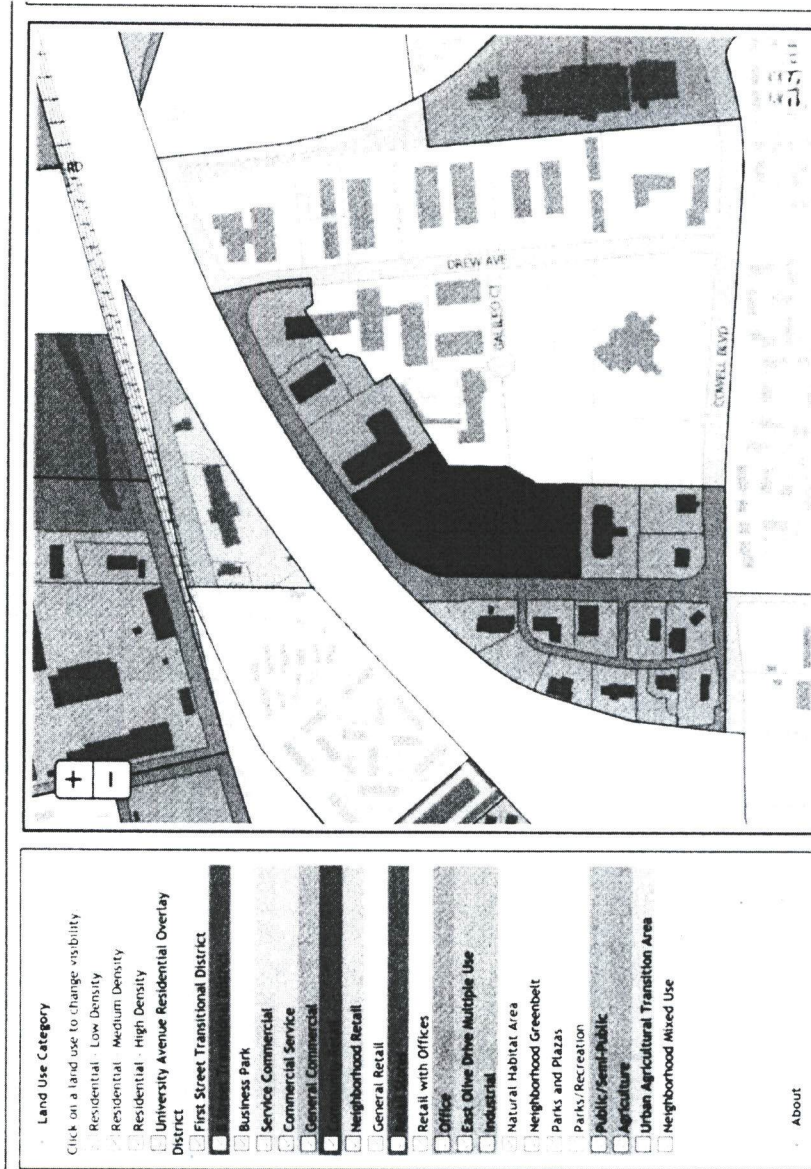 Land Use Category
Click on a land use to change visibility
Residential - Low Density
Residential - Medium Density
Residential - High Density
University Avenue Residential Overlay
District
First Street Transitional District
Business Park
Service Commercial
Commercial Service
General Commercial
Neighborhood Retail
General Retail
Retail with Offices
Office
East Olive Drive Multiple Use
Industrial
Natural Habitat Area
Neighborhood Greenbelt
Parks and Plazas
Parks/Recreation
Public/Semi-Public
Agriculture
Urban Agricultural Transition Area
Neighborhood Mixed Use
About
+
−
RD
DREW AVE
GALILEO CT
COWELL BLVD